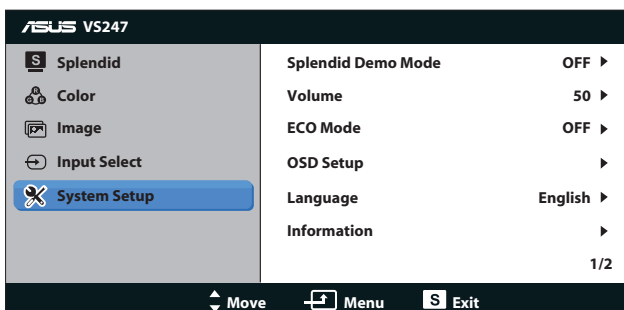 ASUS VS247
S Splendid
Color
Image
Input Select
System Setup
Splendid Demo Mode OFF
Volume 50
ECO Mode OFF
OSD Setup
Language English
Information
1/2
Move Menu S Exit